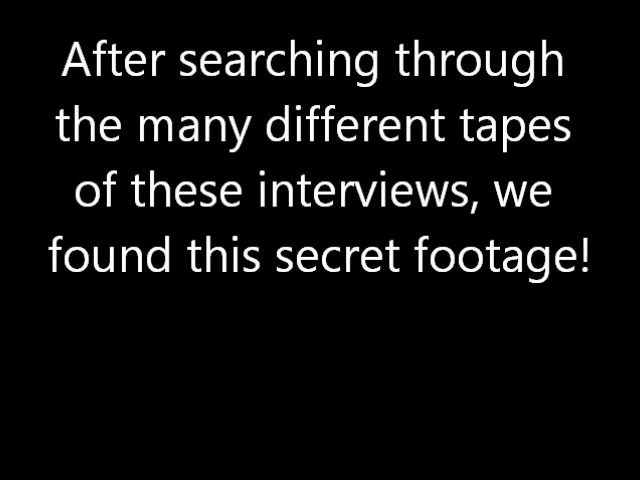 After searching through
the many different tapes
of these interviews, we
found this secret footage!